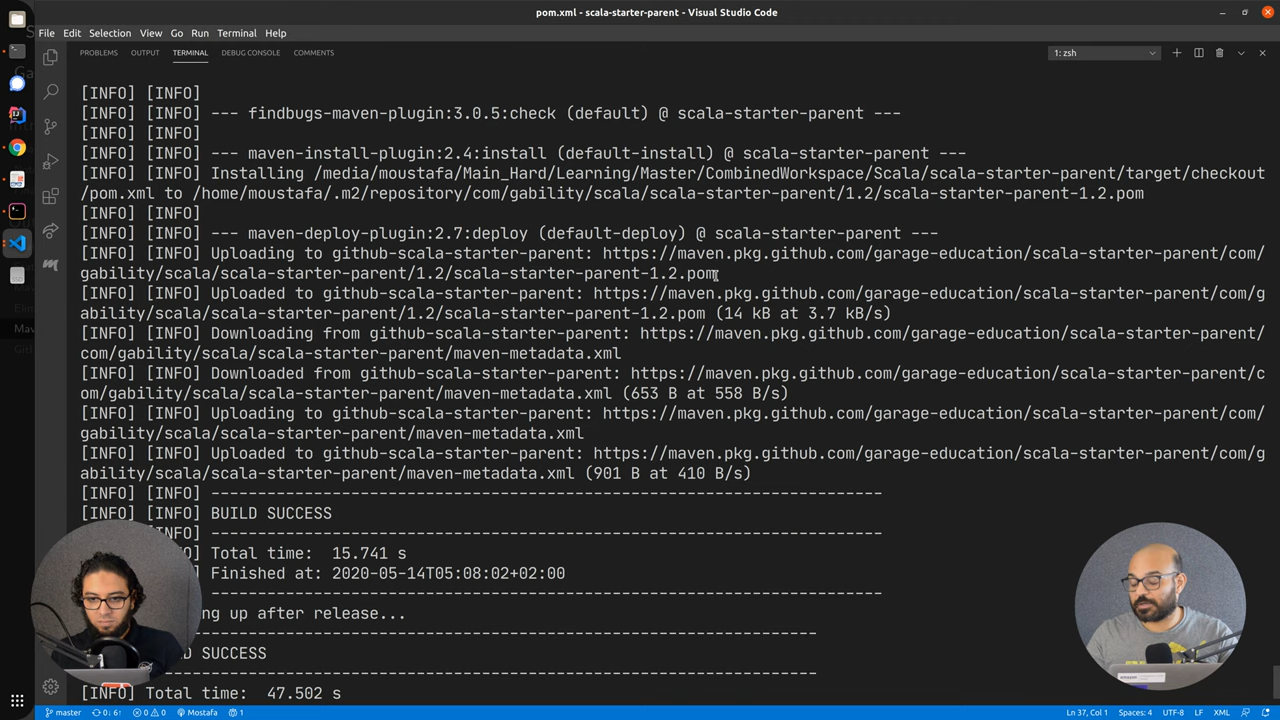 pom.xml - scala-starter-parent - Visual Studio Code
File Edit Selection View Go Run Terminal Help
PROBLEMS OUTPUT TERMINAL DEBUG CONSOLE COMMENTS 1: zsh
[INFO] [INFO]
[INFO] [INFO] --- findbugs-maven-plugin:3.0.5:check (default) @ scala-starter-parent ---
[INFO] [INFO]
[INFO] [INFO] --- maven-install-plugin:2.4:install (default-install) @ scala-starter-parent ---
[INFO] [INFO] Installing /media/moustafa/Main_Hard/Learning/Master/CombinedWorkspace/Scala/scala-starter-parent/target/checkout
/pom.xml to /home/moustafa/.m2/repository/com/gability/scala/scala-starter-parent/1.2/scala-starter-parent-1.2.pom
[INFO] [INFO]
[INFO] [INFO] --- maven-deploy-plugin:2.7:deploy (default-deploy) @ scala-starter-parent ---
[INFO] [INFO] Uploading to github-scala-starter-parent: https://maven.pkg.github.com/garage-education/scala-starter-parent/com/
gability/scala/scala-starter-parent/1.2/scala-starter-parent-1.2.pom
[INFO] [INFO] Uploaded to github-scala-starter-parent: https://maven.pkg.github.com/garage-education/scala-starter-parent/com/g
ability/scala/scala-starter-parent/1.2/scala-starter-parent-1.2.pom (14 kB at 3.7 kB/s)
[INFO] [INFO] Downloading from github-scala-starter-parent: https://maven.pkg.github.com/garage-education/scala-starter-parent/
com/gability/scala/scala-starter-parent/maven-metadata.xml
[INFO] [INFO] Downloaded from github-scala-starter-parent: https://maven.pkg.github.com/garage-education/scala-starter-parent/c
om/gability/scala/scala-starter-parent/maven-metadata.xml (653 B at 558 B/s)
[INFO] [INFO] Uploading to github-scala-starter-parent: https://maven.pkg.github.com/garage-education/scala-starter-parent/com/
gability/scala/scala-starter-parent/maven-metadata.xml
[INFO] [INFO] Uploaded to github-scala-starter-parent: https://maven.pkg.github.com/garage-education/scala-starter-parent/com/g
ability/scala/scala-starter-parent/maven-metadata.xml (901 B at 410 B/s)
[INFO] [INFO] ------------------------------------------------------------------------
[INFO] [INFO] BUILD SUCCESS
[INFO] ------------------------------------------------------------------------
Total time:  15.741 s
Finished at: 2020-05-14T05:08:02+02:00
------------------------------------------------------------------------
up after release...
------------------------------------------------------------------------
SUCCESS
------------------------------------------------------------------------
[INFO] Total time:  47.502 s
master 0↓ 6↑ 0 0 Mostafa 1 Ln 37, Col 1 Spaces: 4 UTF-8 LF XML